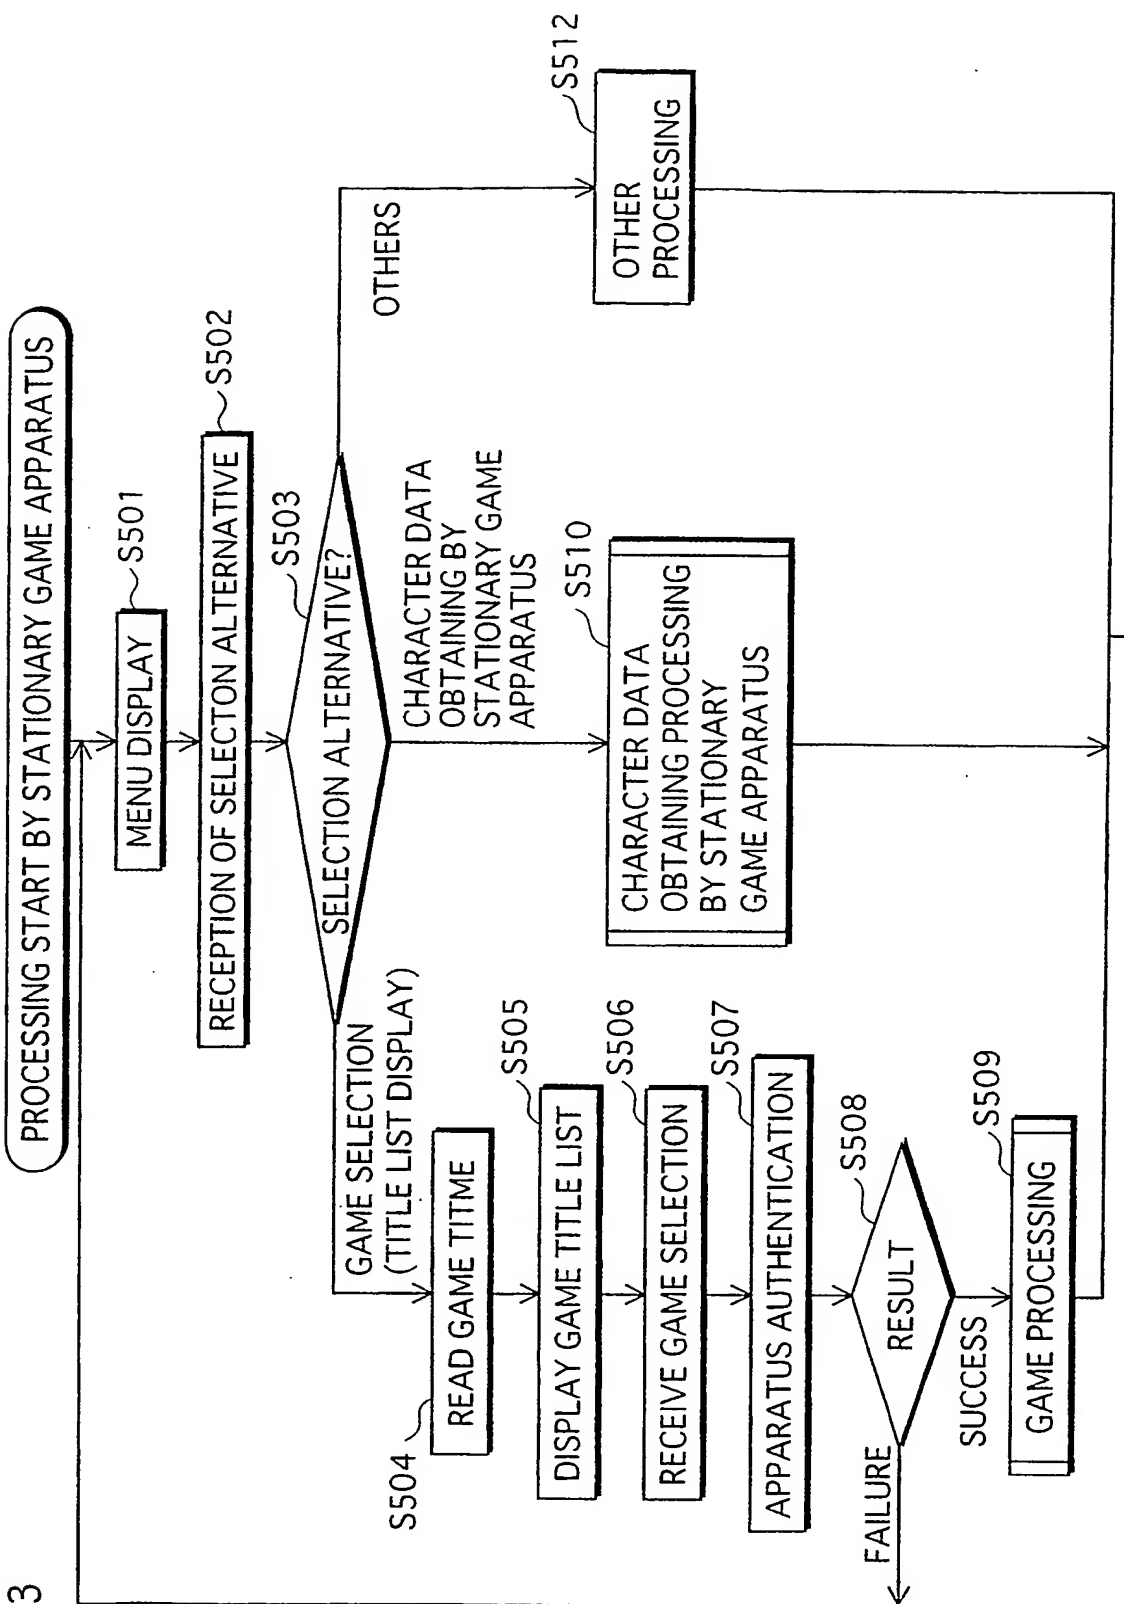 3
PROCESSING START BY STATIONARY GAME APPARATUS
MENU DISPLAY
S501
RECEPTION OF SELECTON ALTERNATIVE
S502
SELECTION ALTERNATIVE?
S503
GAME SELECTION
(TITLE LIST DISPLAY)
CHARACTER DATA
OBTAINING BY
STATIONARY GAME
APPARATUS
OTHERS
S504
READ GAME TITME
DISPLAY GAME TITLE LIST
S505
RECEIVE GAME SELECTION
S506
APPARATUS AUTHENTICATION
S507
RESULT
S508
FAILURE
SUCCESS
GAME PROCESSING
S509
CHARACTER DATA
OBTAINING PROCESSING
BY STATIONARY
GAME APPARATUS
S510
OTHER
PROCESSING
S512